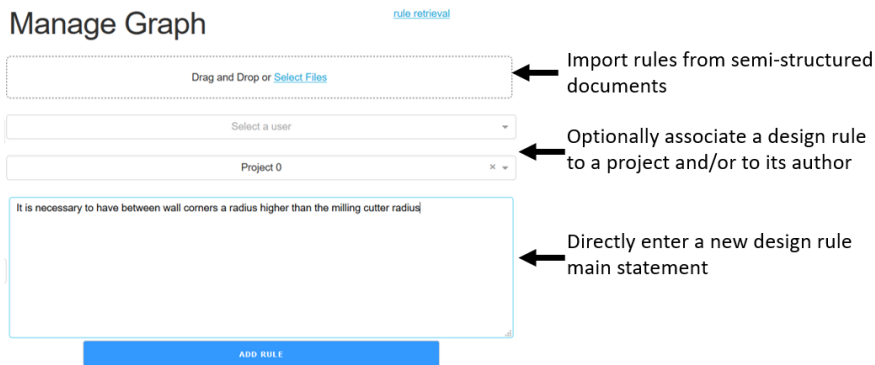 Manage Graph
rule retrieval
Drag and Drop or Select Files
Import rules from semi-structured
documents
Select a user
Project 0
×
Optionally associate a design rule
to a project and/or to its author
It is necessary to have between wall corners a radius higher than the milling cutter radius
Directly enter a new design rule
main statement
ADD RULE